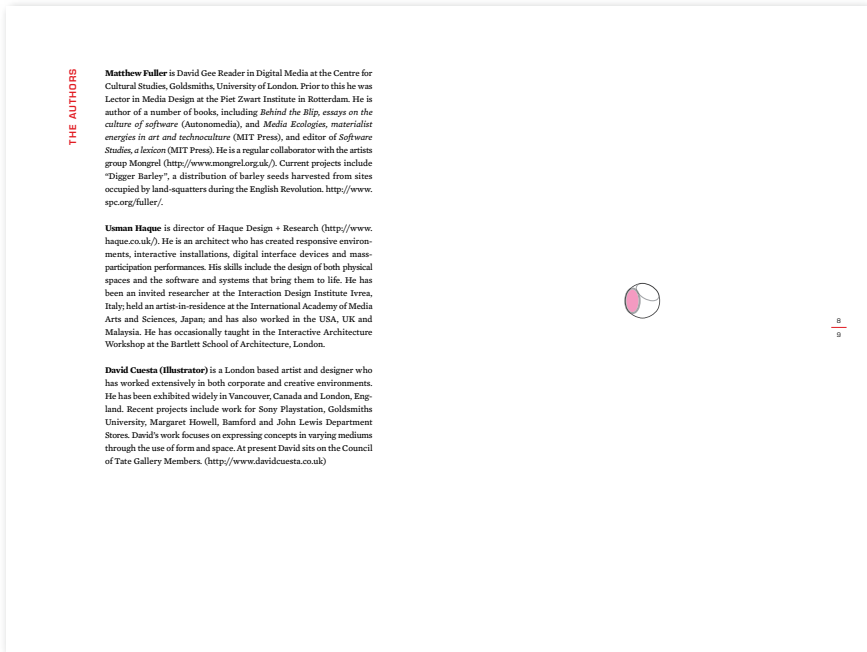 THE AUTHORS
Matthew Fuller is David Gee Reader in Digital Media at the Centre for
Cultural Studies, Goldsmiths, University of London. Prior to this he was
Lector in Media Design at the Piet Zwart Institute in Rotterdam. He is
author of a number of books, including Behind the Blip, essays on the
culture of software (Autonomedia), and Media Ecologies, materialist
energies in art and technoculture (MIT Press), and editor of Software
Studies, a lexicon (MIT Press). He is a regular collaborator with the artists
group Mongrel (http://www.mongrel.org.uk/). Current projects include
“Digger Barley”, a distribution of barley seeds harvested from sites
occupied by land-squatters during the English Revolution. http://www.
spc.org/fuller/.
Usman Haque is director of Haque Design + Research (http://www.
haque.co.uk/). He is an architect who has created responsive environ-
ments, interactive installations, digital interface devices and mass-
participation performances. His skills include the design of both physical
spaces and the software and systems that bring them to life. He has
been an invited researcher at the Interaction Design Institute Ivrea,
Italy; held an artist-in-residence at the International Academy of Media
Arts and Sciences, Japan; and has also worked in the USA, UK and
Malaysia. He has occasionally taught in the Interactive Architecture
Workshop at the Bartlett School of Architecture, London.
David Cuesta (Illustrator) is a London based artist and designer who
has worked extensively in both corporate and creative environments.
He has been exhibited widely in Vancouver, Canada and London, Eng-
land. Recent projects include work for Sony Playstation, Goldsmiths
University, Margaret Howell, Bamford and John Lewis Department
Stores. David’s work focuses on expressing concepts in varying mediums
through the use of form and space. At present David sits on the Council
of Tate Gallery Members. (http://www.davidcuesta.co.uk)
8
9